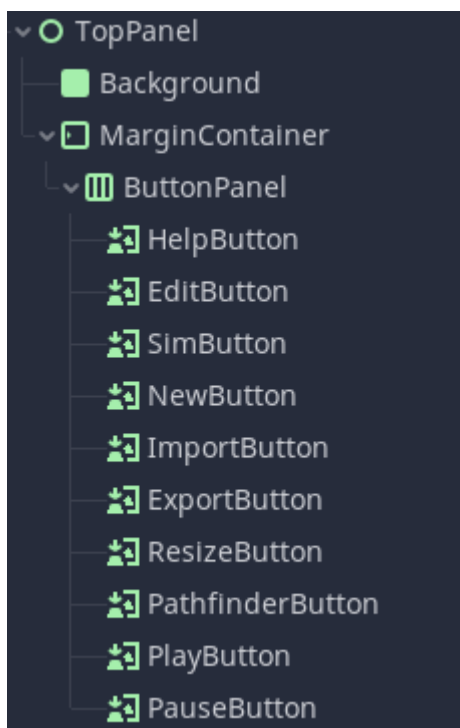 TopPanel
Background
MarginContainer
ButtonPanel
HelpButton
EditButton
SimButton
NewButton
ImportButton
ExportButton
ResizeButton
PathfinderButton
PlayButton
PauseButton